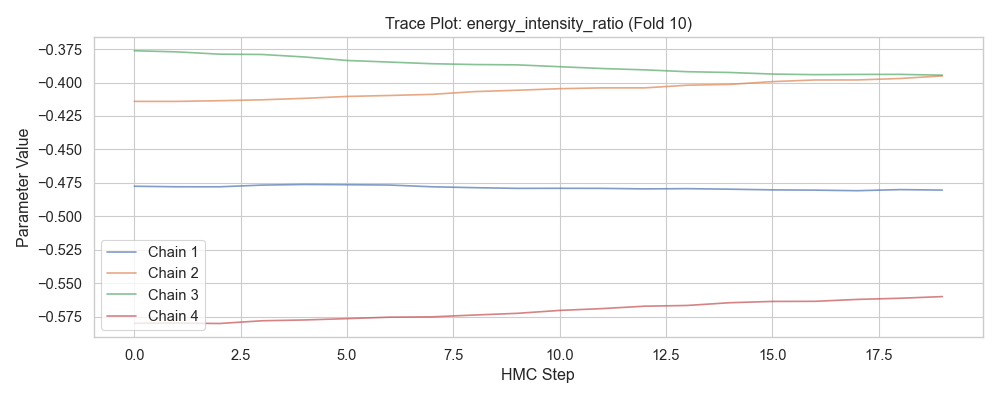 Trace Plot: energy_intensity_ratio (Fold 10)
Parameter Value
−0.375
−0.400
−0.425
−0.450
−0.475
−0.500
−0.525
−0.550
−0.575
Chain 1
Chain 2
Chain 3
Chain 4
0.0 2.5 5.0 7.5 10.0 12.5 15.0 17.5
HMC Step